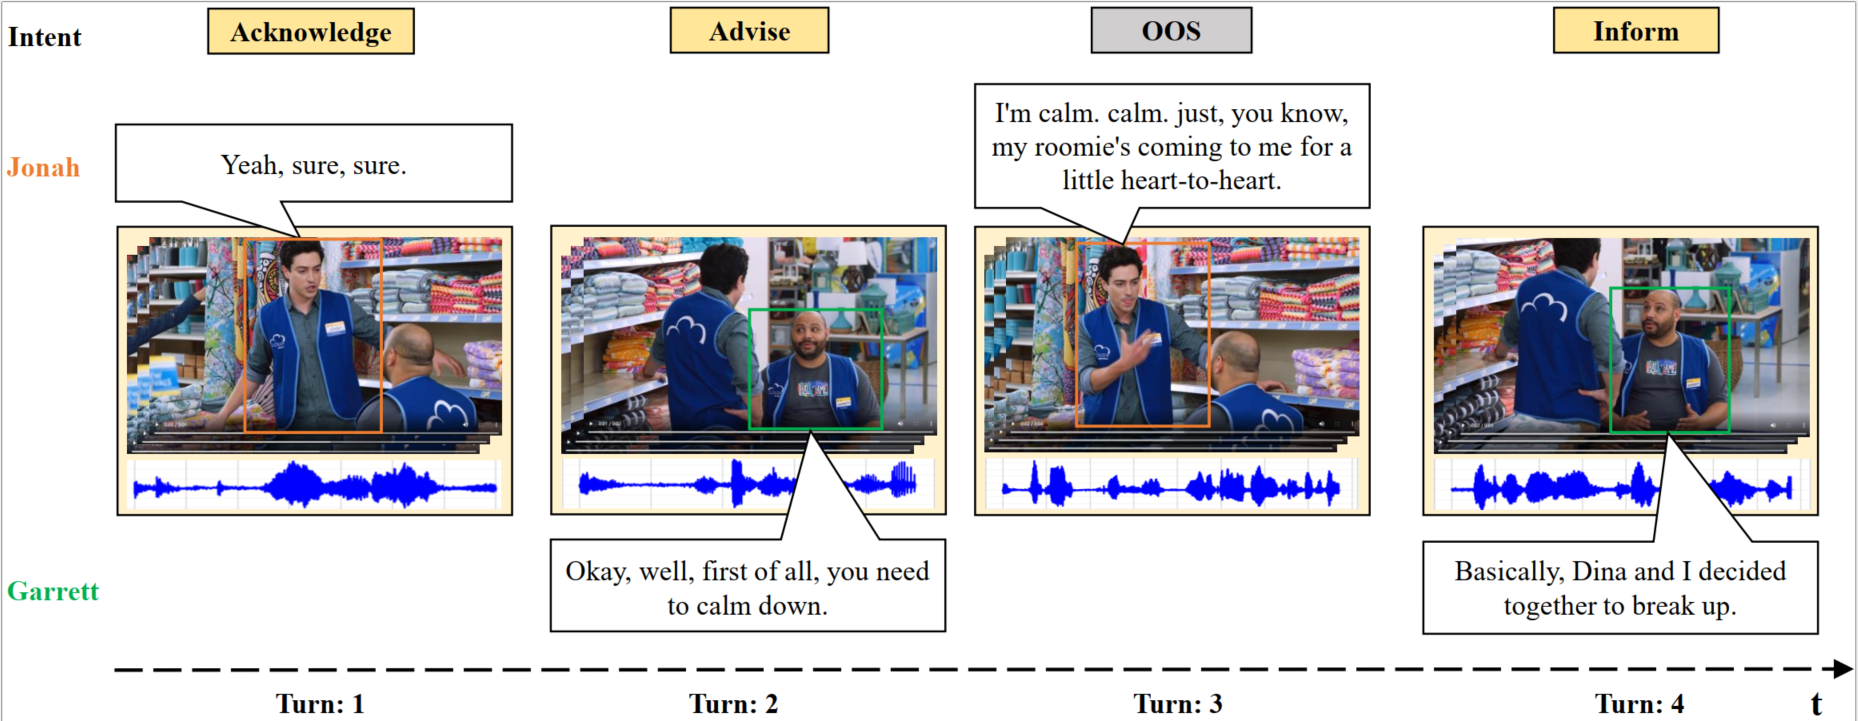 Intent
Acknowledge
Advise
OOS
Inform
Jonah
Yeah, sure, sure.
I'm calm. calm. just, you know,
my roomie's coming to me for a
little heart-to-heart.
Garrett
Okay, well, first of all, you need
to calm down.
Basically, Dina and I decided
together to break up.
Turn: 1
Turn: 2
Turn: 3
Turn: 4
t